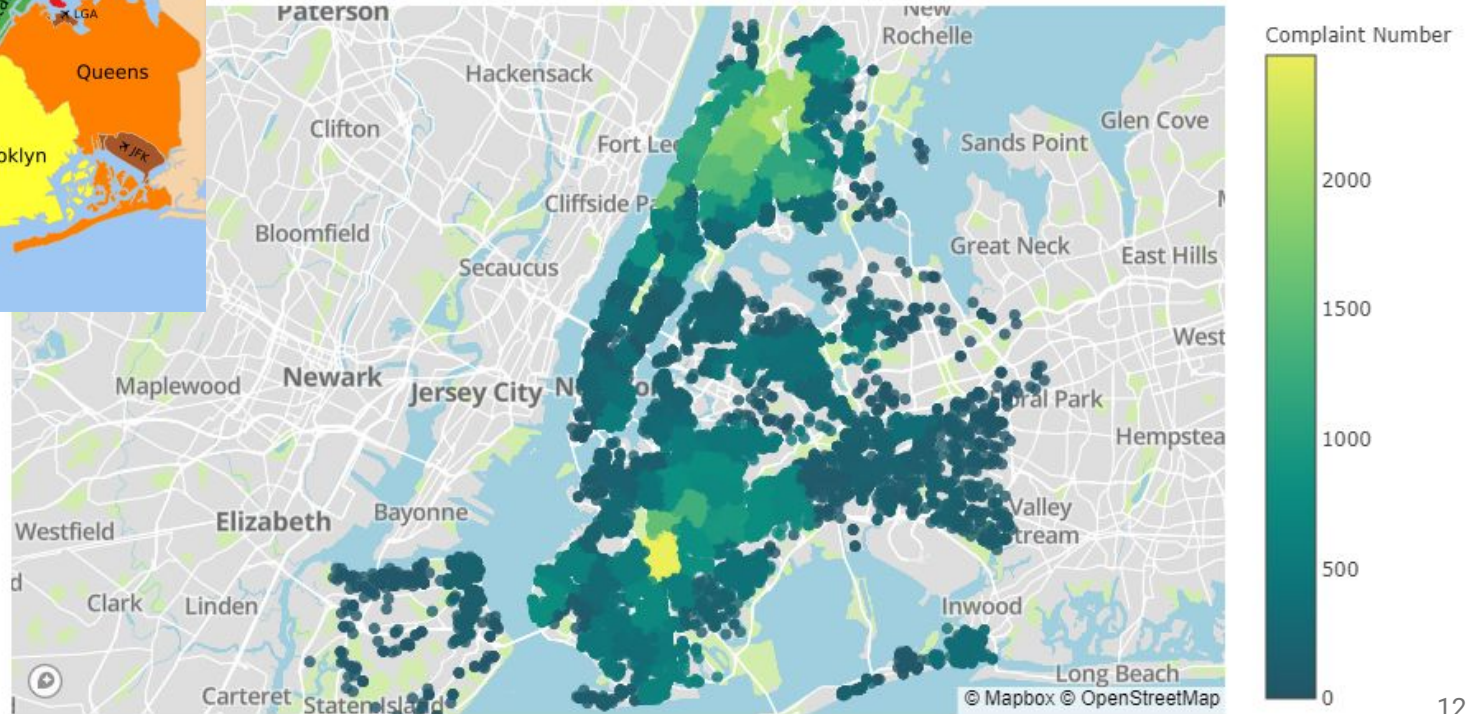 LGA
Queens
oklyn
JFK
Paterson
New
Rochelle
Hackensack
Clifton
Fort Lee
Glen Cove
Sands Point
Cliffside Pa
Bloomfield
Great Neck
East Hills
Secaucus
West
Maplewood
Newark
Jersey City
N
o
ral Park
Hempstea
Valley
tream
Westfield
Elizabeth
Bayonne
d
Clark
Linden
Inwood
Long Beach
Carteret
Staten Island
© Mapbox © OpenStreetMap
Complaint Number
2000
1500
1000
500
0
12